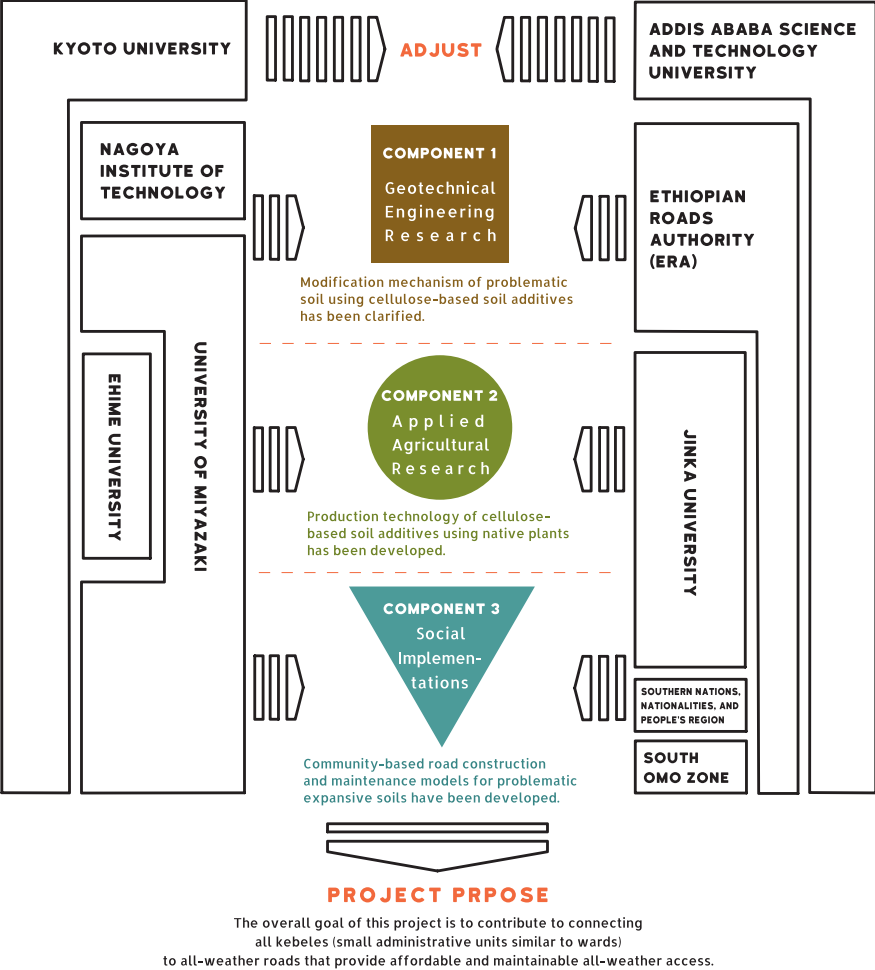 KYOTO UNIVERSITY
ADJUST
ADDIS ABABA SCIENCE
AND TECHNOLOGY
UNIVERSITY
NAGOYA
INSTITUTE OF
TECHNOLOGY
COMPONENT 1
Geotechnical
Engineering
Research
ETHIOPIAN
ROADS
AUTHORITY
(ERA)
Modification mechanism of problematic
soil using cellulose-based soil additives
has been clarified.
EHIME UNIVERSITY
UNIVERSITY OF MIYAZAKI
COMPONENT 2
Applied
Agricultural
Research
JINKA UNIVERSITY
Production technology of cellulose-
based soil additives using native plants
has been developed.
COMPONENT 3
Social
Implemen-
tations
SOUTHERN NATIONS,
NATIONALITIES, AND
PEOPLE'S REGION
SOUTH
OMO ZONE
Community-based road construction
and maintenance models for problematic
expansive soils have been developed.
PROJECT PRPOSE
The overall goal of this project is to contribute to connecting
all kebeles (small administrative units similar to wards)
to all-weather roads that provide affordable and maintainable all-weather access.